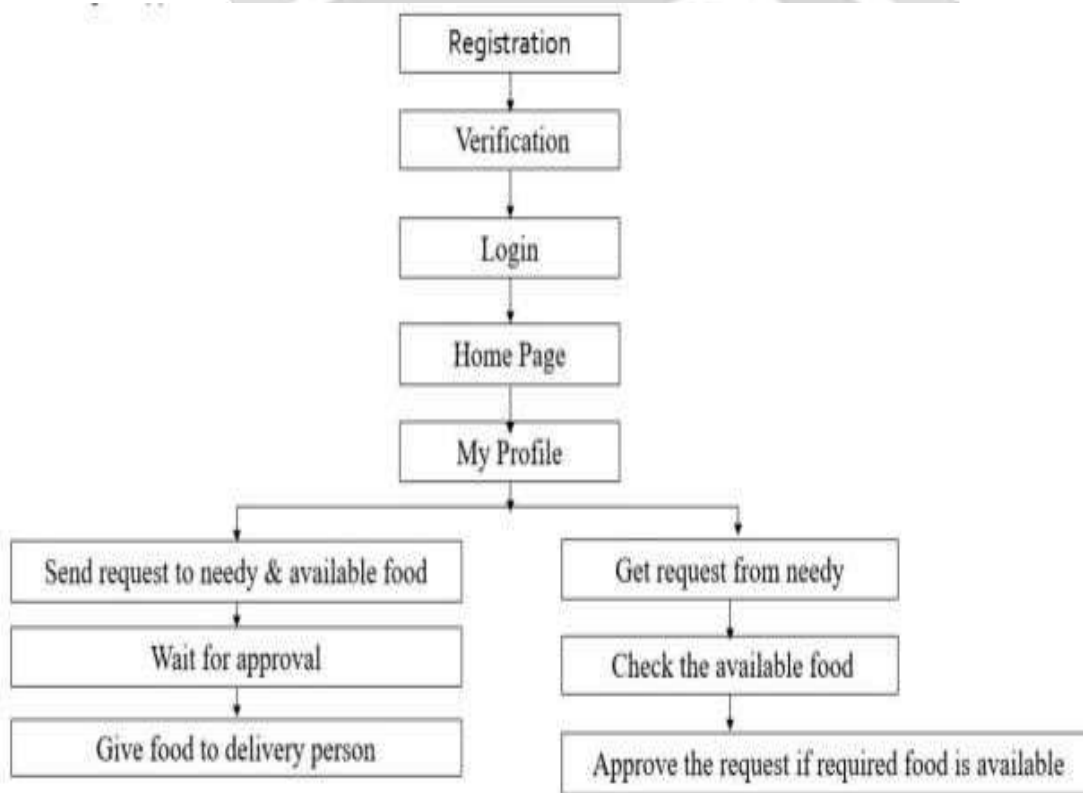 Registration
Verification
Login
Home Page
My Profile
Send request to needy & available food
Wait for approval
Give food to delivery person
Get request from needy
Check the available food
Approve the request if required food is available